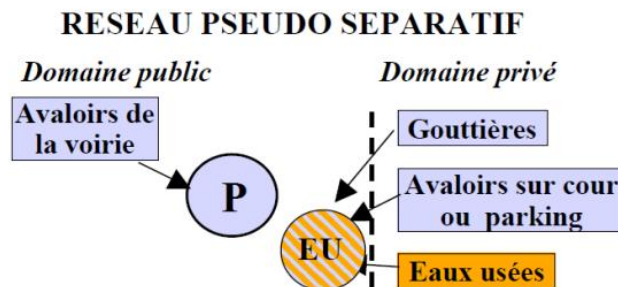 RESEAU PSEUDO SEPARATIF
Domaine public
Domaine privé
Avaloirs de
la voirie
P
EU
Gouttières
Avaloirs sur cour
ou parking
Eaux usées